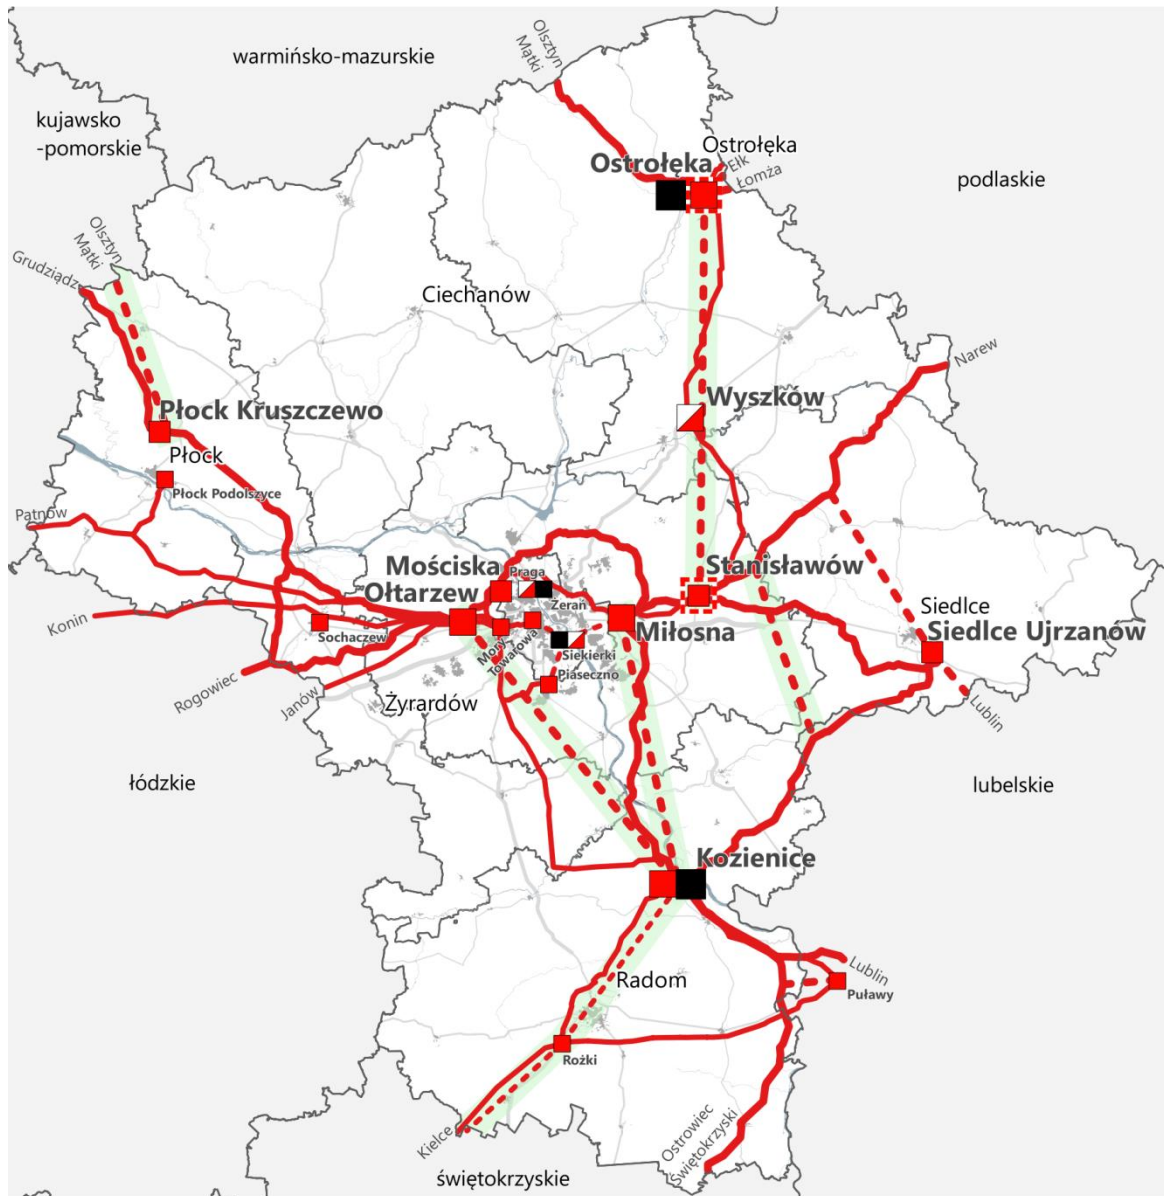 warmińsko-mazurskie
kujawsko
-pomorskie
podlaskie
łódzkie
lubelskie
świętokrzyskie
Olsztyn
Mątki
Ostrołęka
Ostrołęka
Ełk
Łomża
Olsztyn
Mątki
Grudziądz
Ciechanów
Narew
Płock Kruszczewo
Wyszków
Płock
Płock Podolszyce
Patnów
Mościska
Praga
Stanisławów
Ołtarzew
Żerań
Siedlce
Siedlce Ujrzanów
Konin
Sochaczew
Mory
Towarowa
Miłosna
Siekierki
Piaseczno
Rogowiec
Janów
Żyrardów
Lublin
Kozienice
Radom
Lublin
Puławy
Rożki
Kielce
Ostrowiec
Świętokrzyski